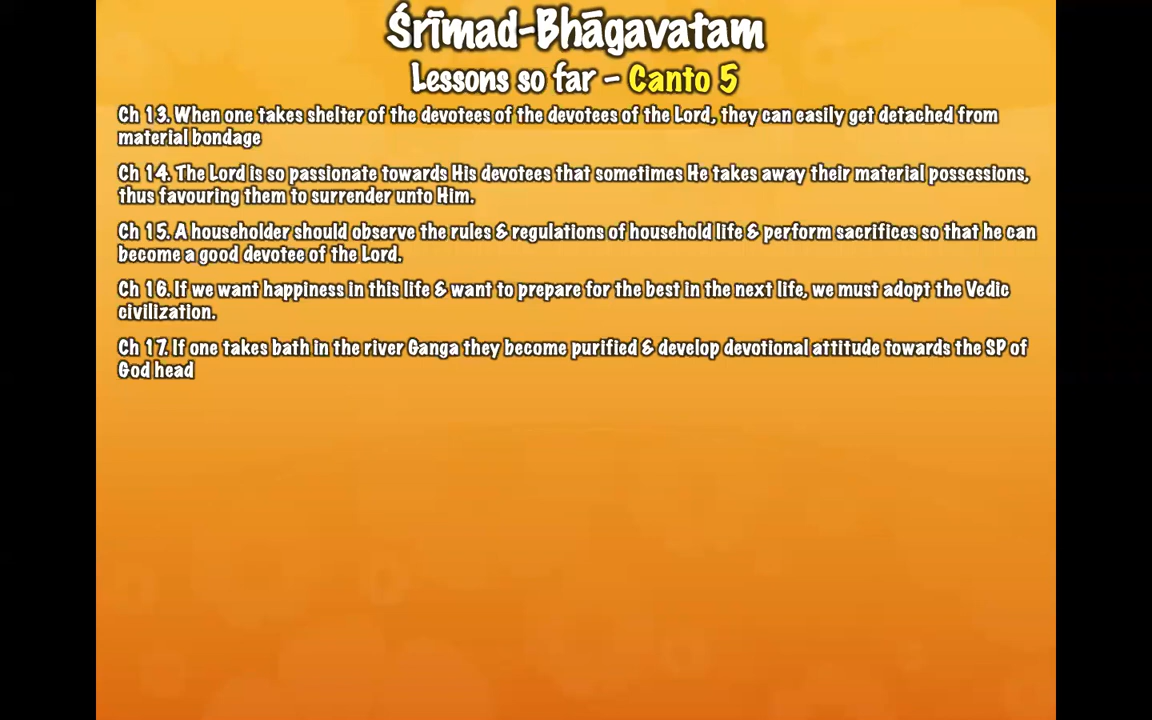 Śrīmad-Bhāgavatam
Lessons so far - Canto 5
Ch 13. When one takes shelter of the devotees of the devotees of the Lord, they can easily get detached from
material bondage
Ch 14. The Lord is so passionate towards His devotees that sometimes He takes away their material possessions,
thus favouring them to surrender unto Him.
Ch 15. A householder should observe the rules & regulations of household life & perform sacrifices so that he can
become a good devotee of the Lord.
Ch 16. If we want happiness in this life & want to prepare for the best in the next life, we must adopt the Vedic
civilization.
Ch 17. If one takes bath in the river Ganga they become purified & develop devotional attitude towards the SP of
God head